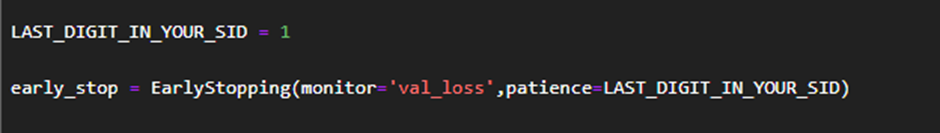 LAST_DIGIT_IN_YOUR_SID = 1
early_stop = EarlyStopping(monitor='val_loss',patience=LAST_DIGIT_IN_YOUR_SID)